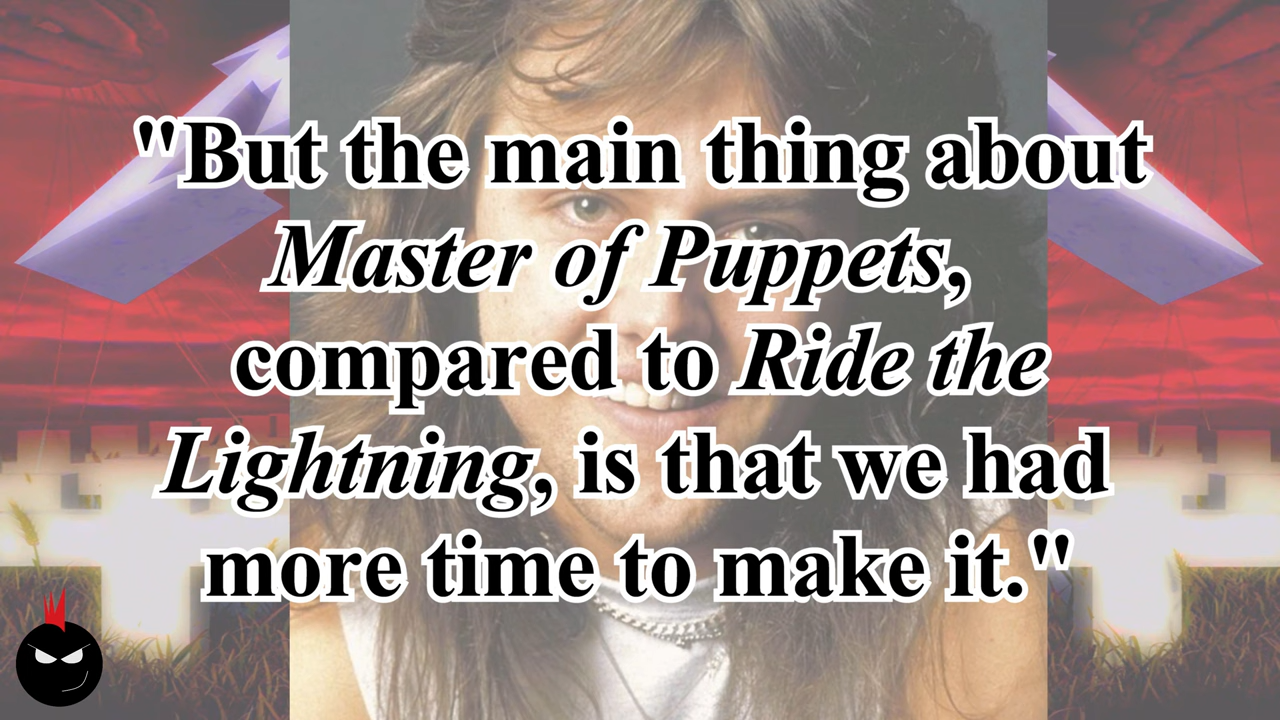 "But the main thing about
Master of Puppets,
compared to Ride the
Lightning, is that we had
more time to make it."